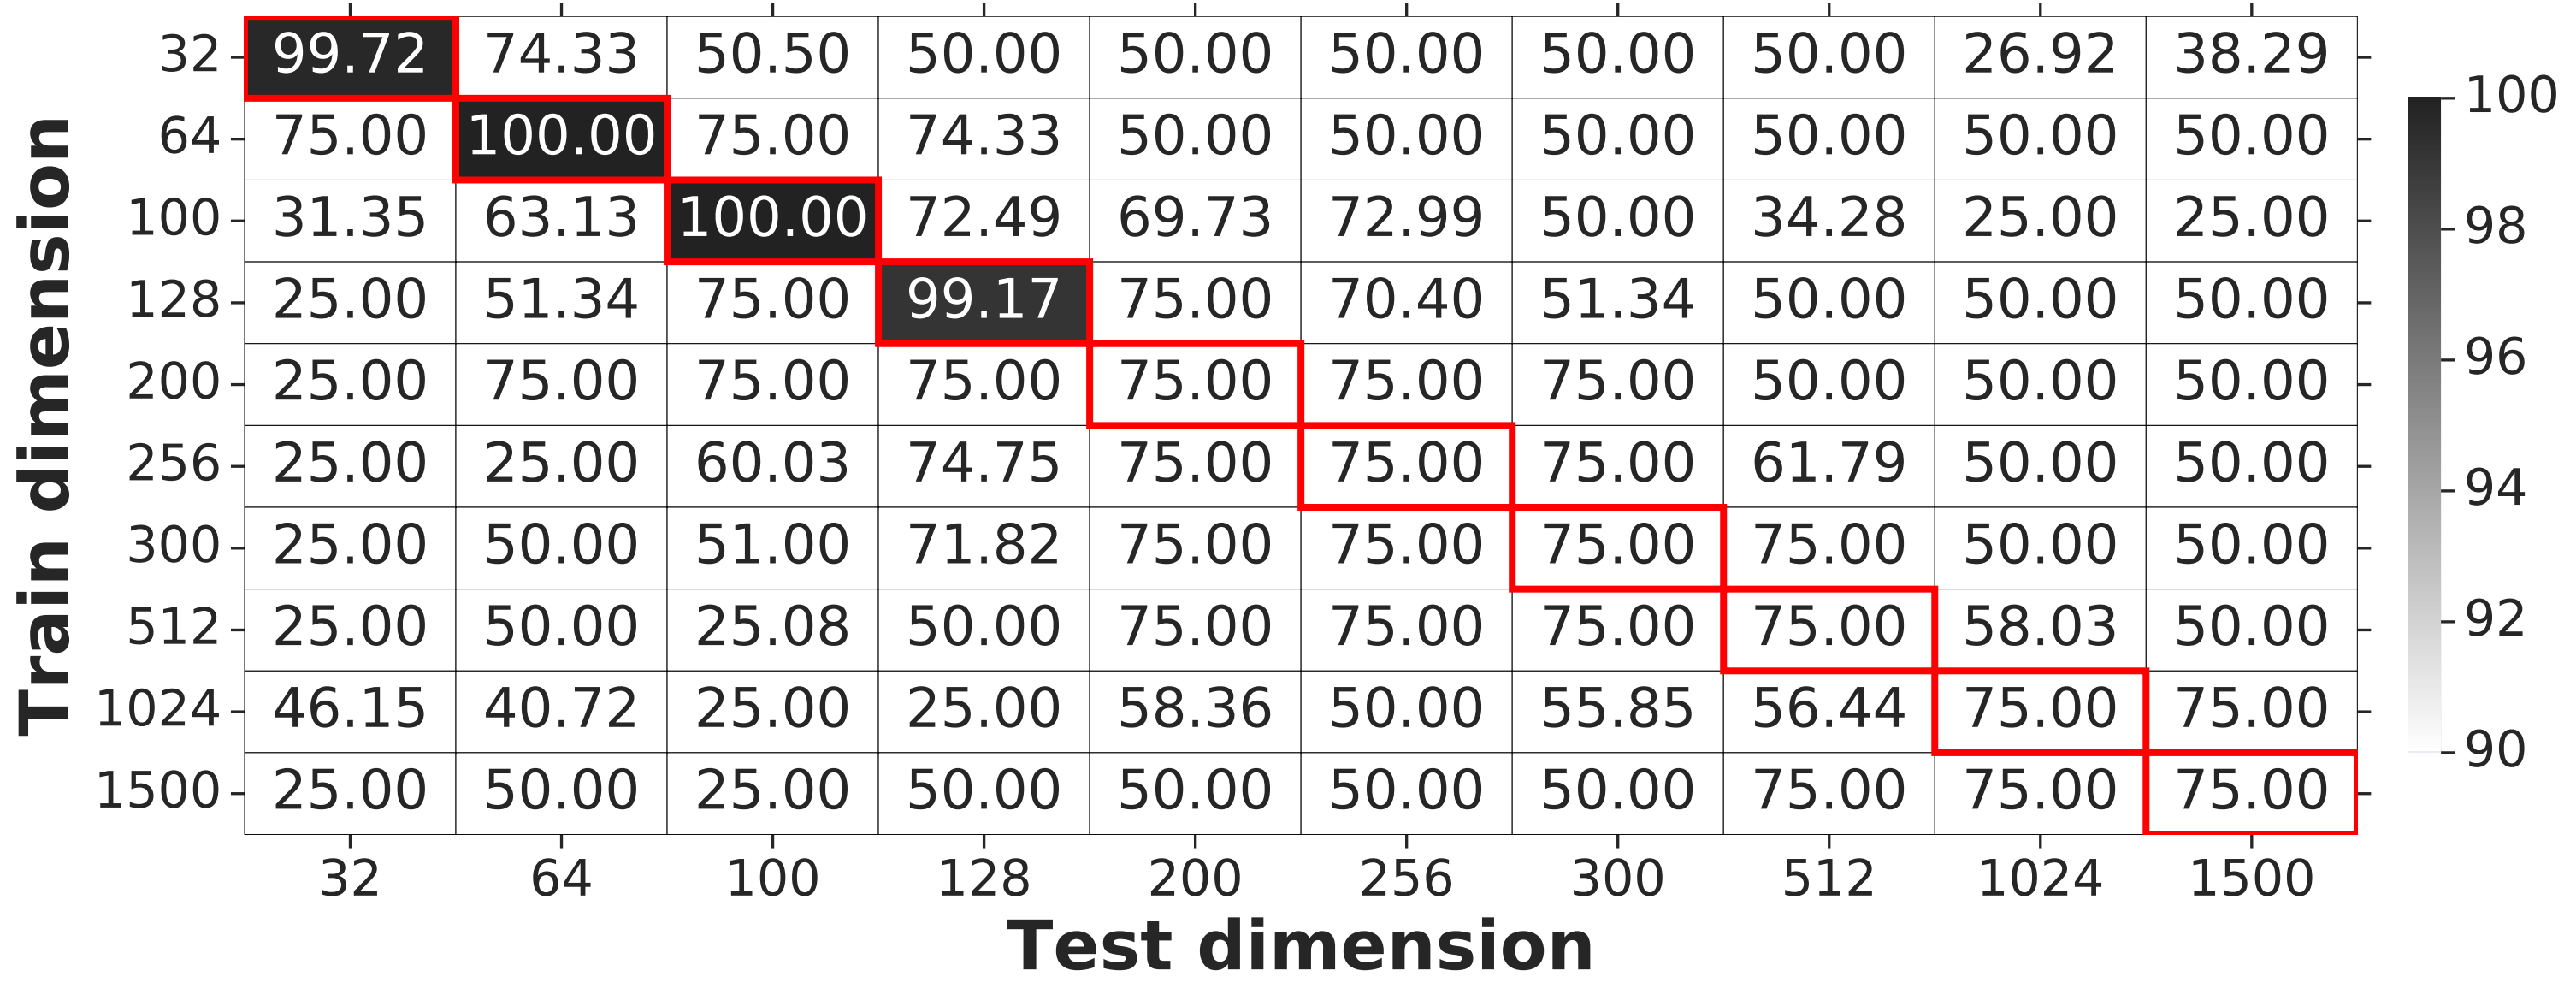 32 99.72 74.33 50.50 50.00 50.00 50.00 50.00 50.00 26.92 38.29
64 75.00 100.00 75.00 74.33 50.00 50.00 50.00 50.00 50.00 50.00
100 31.35 63.13 100.00 72.49 69.73 72.99 50.00 34.28 25.00 25.00
128 25.00 51.34 75.00 99.17 75.00 70.40 51.34 50.00 50.00 50.00
200 25.00 75.00 75.00 75.00 75.00 75.00 75.00 50.00 50.00 50.00
256 25.00 25.00 60.03 74.75 75.00 75.00 75.00 61.79 50.00 50.00
300 25.00 50.00 51.00 71.82 75.00 75.00 75.00 75.00 50.00 50.00
512 25.00 50.00 25.08 50.00 75.00 75.00 75.00 75.00 58.03 50.00
1024 46.15 40.72 25.00 25.00 58.36 50.00 55.85 56.44 75.00 75.00
1500 25.00 50.00 25.00 50.00 50.00 50.00 50.00 75.00 75.00 75.00
32 64 100 128 200 256 300 512 1024 1500
Test dimension
Train dimension
100
98
96
94
92
90